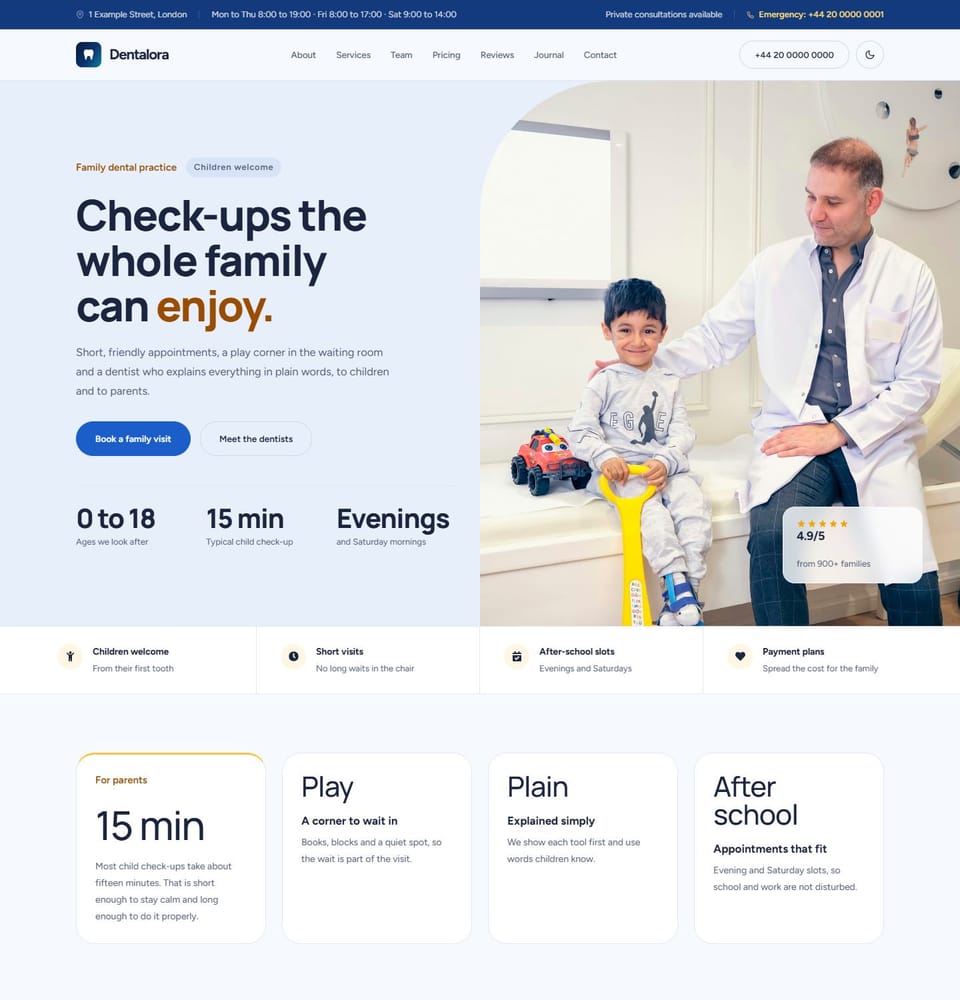 1 Example Street, London
Mon to Thu 8:00 to 19:00 · Fri 8:00 to 17:00 · Sat 9:00 to 14:00
Private consultations available
Emergency: +44 20 0000 0001
Dentalora
About
Services
Team
Pricing
Reviews
Journal
Contact
+44 20 0000 0000
Family dental practice
Children welcome
Check-ups the
whole family
can enjoy.
Short, friendly appointments, a play corner in the waiting room
and a dentist who explains everything in plain words, to children
and to parents.
Book a family visit
Meet the dentists
0 to 18
Ages we look after
15 min
Typical child check-up
Evenings
and Saturday mornings
4.9/5
from 900+ families
Children welcome
From their first tooth
Short visits
No long waits in the chair
After-school slots
Evenings and Saturdays
Payment plans
Spread the cost for the family
For parents
15 min
Most child check-ups take about
fifteen minutes. That is short
enough to stay calm and long
enough to do it properly.
Play
A corner to wait in
Books, blocks and a quiet spot, so
the wait is part of the visit.
Plain
Explained simply
We show each tool first and use
words children know.
After
school
Appointments that fit
Evening and Saturday slots, so
school and work are not disturbed.